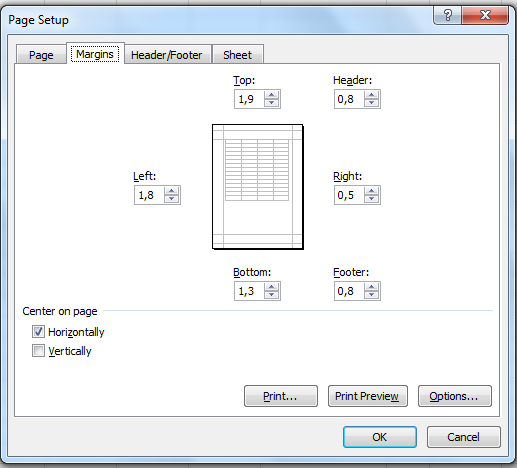 Page Setup
Page Margins Header/Footer Sheet
Top: Header:
1,9 0,8
Left: Right:
1,8 0,5
Bottom: Footer:
1,3 0,8
Center on page
Horizontally
Vertically
Print... Print Preview Options...
OK Cancel